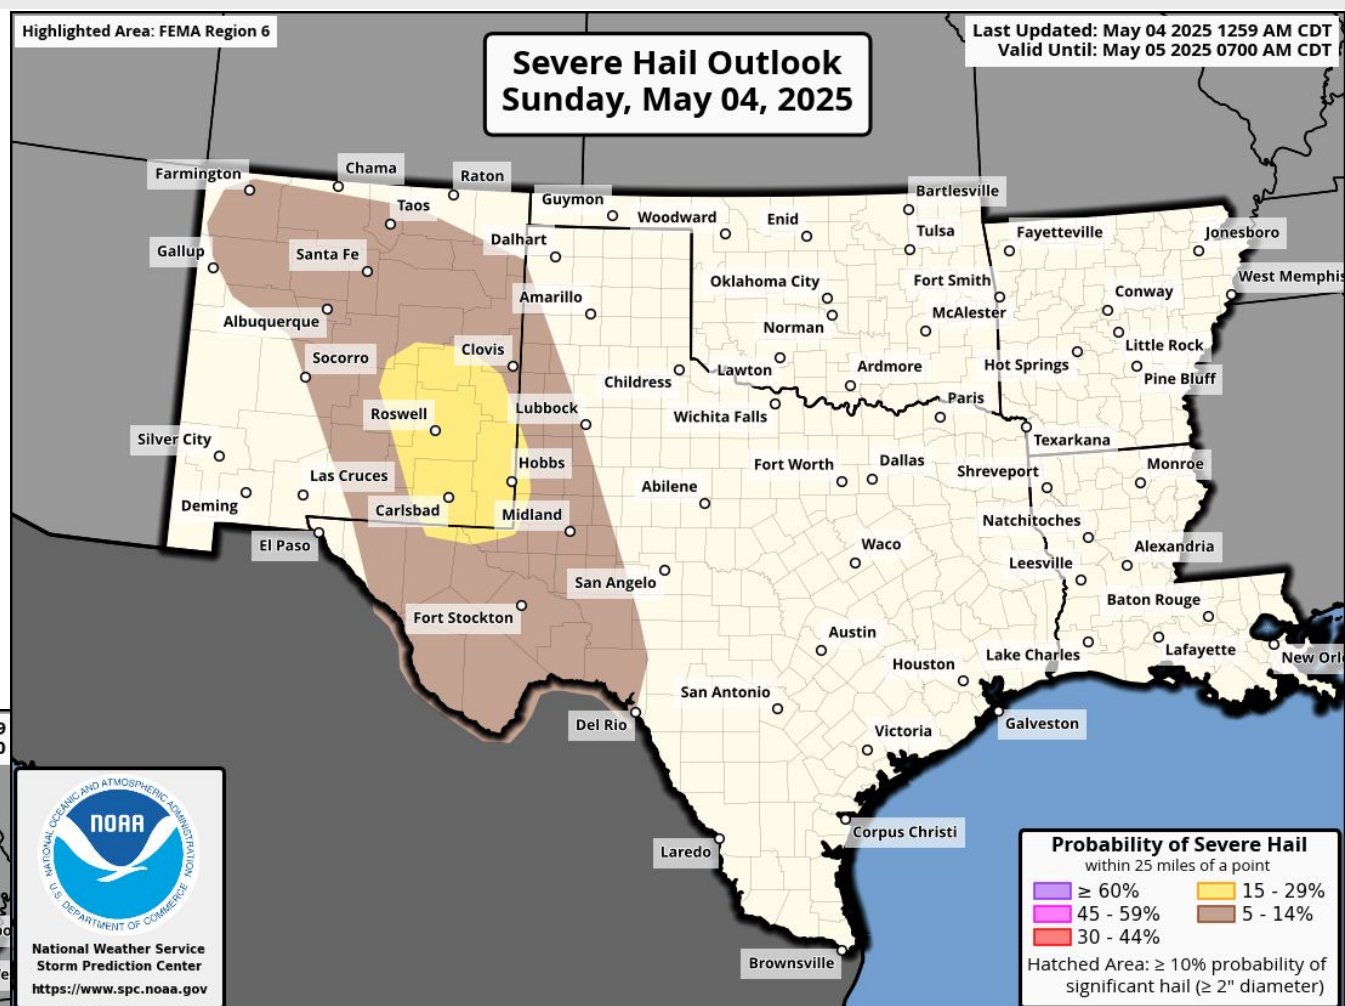 Highlighted Area: FEMA Region 6
Last Updated: May 04 2025 1259 AM CDT
Valid Until: May 05 2025 0700 AM CDT
Severe Hail Outlook
Sunday, May 04, 2025
Farmington
Chama
Raton
Guymon
Bartlesville
Taos
Woodward
Enid
Tulsa
Fayetteville
Jonesboro
Gallup
Santa Fe
Dalhart
Oklahoma City
Fort Smith
West Memphis
Albuquerque
Amarillo
Norman
McAlester
Conway
Socorro
Clovis
Childress
Lawton
Ardmore
Hot Springs
Little Rock
Pine Bluff
Roswell
Lubbock
Wichita Falls
Paris
Texarkana
Silver City
Las Cruces
Hobbs
Abilene
Fort Worth
Dallas
Shreveport
Monroe
Deming
Carlsbad
Midland
Natchitoches
El Paso
San Angelo
Waco
Leesville
Alexandria
Fort Stockton
Austin
Baton Rouge
Houston
Lake Charles
Lafayette
New Orl
Del Rio
San Antonio
Victoria
Galveston
Laredo
Corpus Christi
Brownsville
9
0
NATIONAL OCEANIC AND ATMOSPHERIC ADMINISTRATION
NOAA
U.S. DEPARTMENT OF COMMERCE
National Weather Service
Storm Prediction Center
https://www.spc.noaa.gov
Probability of Severe Hail
within 25 miles of a point
≥ 60% 15 - 29%
45 - 59% 5 - 14%
30 - 44%
Hatched Area: ≥ 10% probability of
significant hail (≥ 2" diameter)